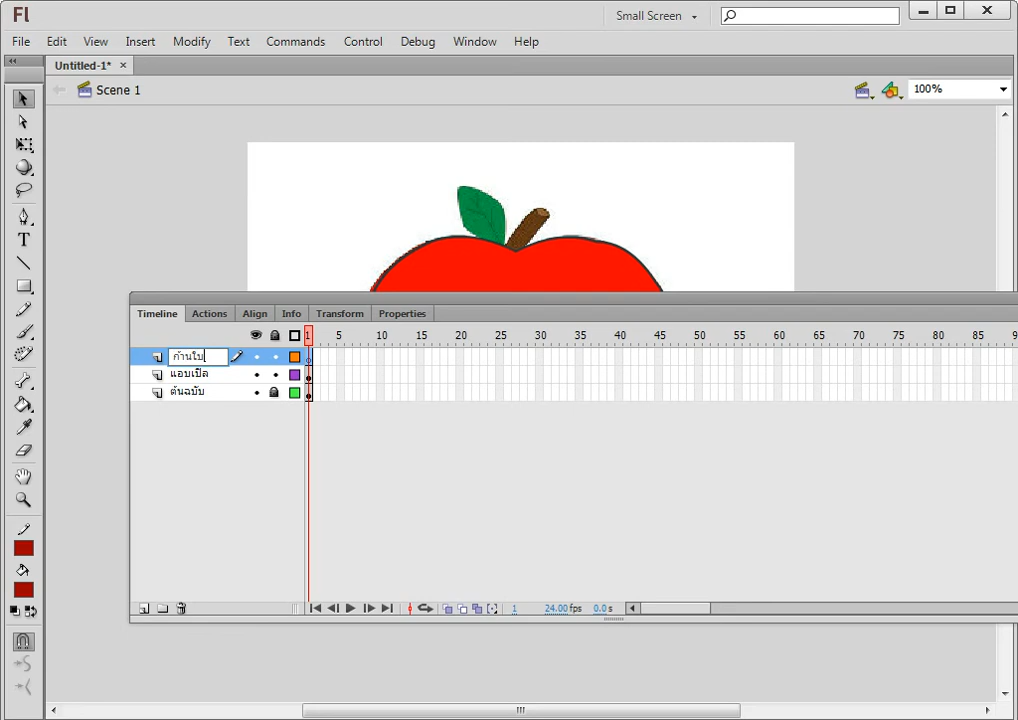 Fl
Small Screen
File Edit View Insert Modify Text Commands Control Debug Window Help
Untitled-1* ×
Scene 1
100%
T
Timeline Actions Align Info Transform Properties
1 5 10 15 20 25 30 35 40 45 50 55 60 65 70 75 80 85 9
ก้านใบ
แอบเปิ้ล
ต้นฉบับ
1 24.00 fps 0.0 s